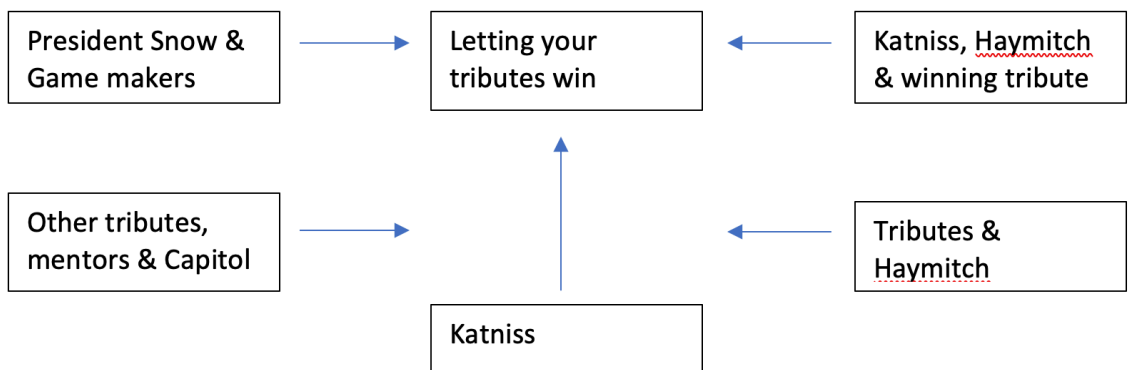 President Snow &
Game makers
Letting your
tributes win
Katniss, Haymitch
& winning tribute
Other tributes,
mentors & Capitol
Tributes &
Haymitch
Katniss